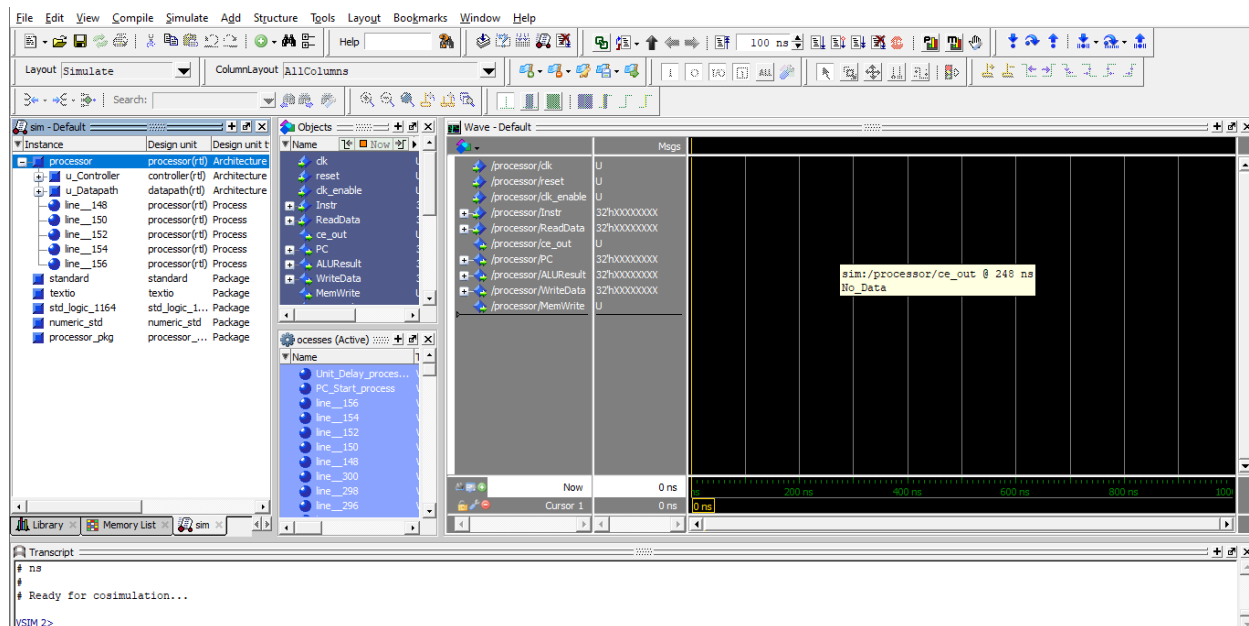 File Edit View Compile Simulate Add Structure Tools Layout Bookmarks Window Help
Help
100 ns
Layout Simulate
ColumnLayout AllColumns
Search:
sim - Default
Instance Design unit Design unit t
processor processor(rtl) Architecture
u_Controller controller(rtl) Architecture
u_Datapath datapath(rtl) Architecture
line__148 processor(rtl) Process
line__150 processor(rtl) Process
line__152 processor(rtl) Process
line__154 processor(rtl) Process
line__156 processor(rtl) Process
standard standard Package
textio textio Package
std_logic_1164 std_logic_1... Package
numeric_std numeric_std Package
processor_pkg processor_... Package
Library
Memory List
sim
Objects
Name Now
clk
reset
clk_enable
Instr
ReadData
ce_out
PC
ALUResult
WriteData
MemWrite
ocesses (Active)
Name
Unit_Delay_proces...
PC_Start_process
line__156
line__154
line__152
line__150
line__148
line__300
line__298
line__296
Wave - Default
Msgs
/processor/clk U
/processor/reset U
/processor/clk_enable U
/processor/Instr 32'hXXXXXXXX
/processor/ReadData 32'hXXXXXXXX
/processor/ce_out U
/processor/PC 32'hXXXXXXXX
/processor/ALUResult 32'hXXXXXXXX
/processor/WriteData 32'hXXXXXXXX
/processor/MemWrite U
sim:/processor/ce_out @ 248 ns
No_Data
Now 0 ns
ns 200 ns 400 ns 600 ns 800 ns 100
Cursor 1 0 ns
0 ns
Transcript
# ns
#
# Ready for cosimulation...
VSIM 2>